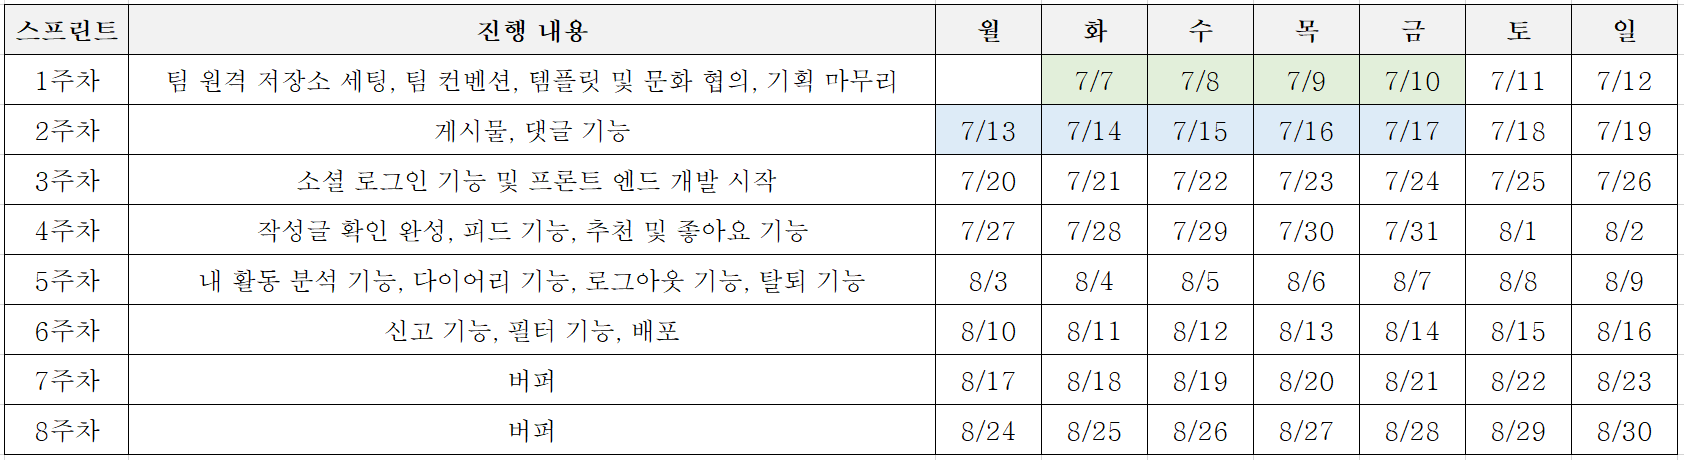 스프린트 진행 내용 월 화 수 목 금 토 일
1주차 팀 원격 저장소 세팅, 팀 컨벤션, 템플릿 및 문화 협의, 기획 마무리 7/7 7/8 7/9 7/10 7/11 7/12
2주차 게시물, 댓글 기능 7/13 7/14 7/15 7/16 7/17 7/18 7/19
3주차 소셜 로그인 기능 및 프론트 엔드 개발 시작 7/20 7/21 7/22 7/23 7/24 7/25 7/26
4주차 작성글 확인 완성, 피드 기능, 추천 및 좋아요 기능 7/27 7/28 7/29 7/30 7/31 8/1 8/2
5주차 내 활동 분석 기능, 다이어리 기능, 로그아웃 기능, 탈퇴 기능 8/3 8/4 8/5 8/6 8/7 8/8 8/9
6주차 신고 기능, 필터 기능, 배포 8/10 8/11 8/12 8/13 8/14 8/15 8/16
7주차 버퍼 8/17 8/18 8/19 8/20 8/21 8/22 8/23
8주차 버퍼 8/24 8/25 8/26 8/27 8/28 8/29 8/30